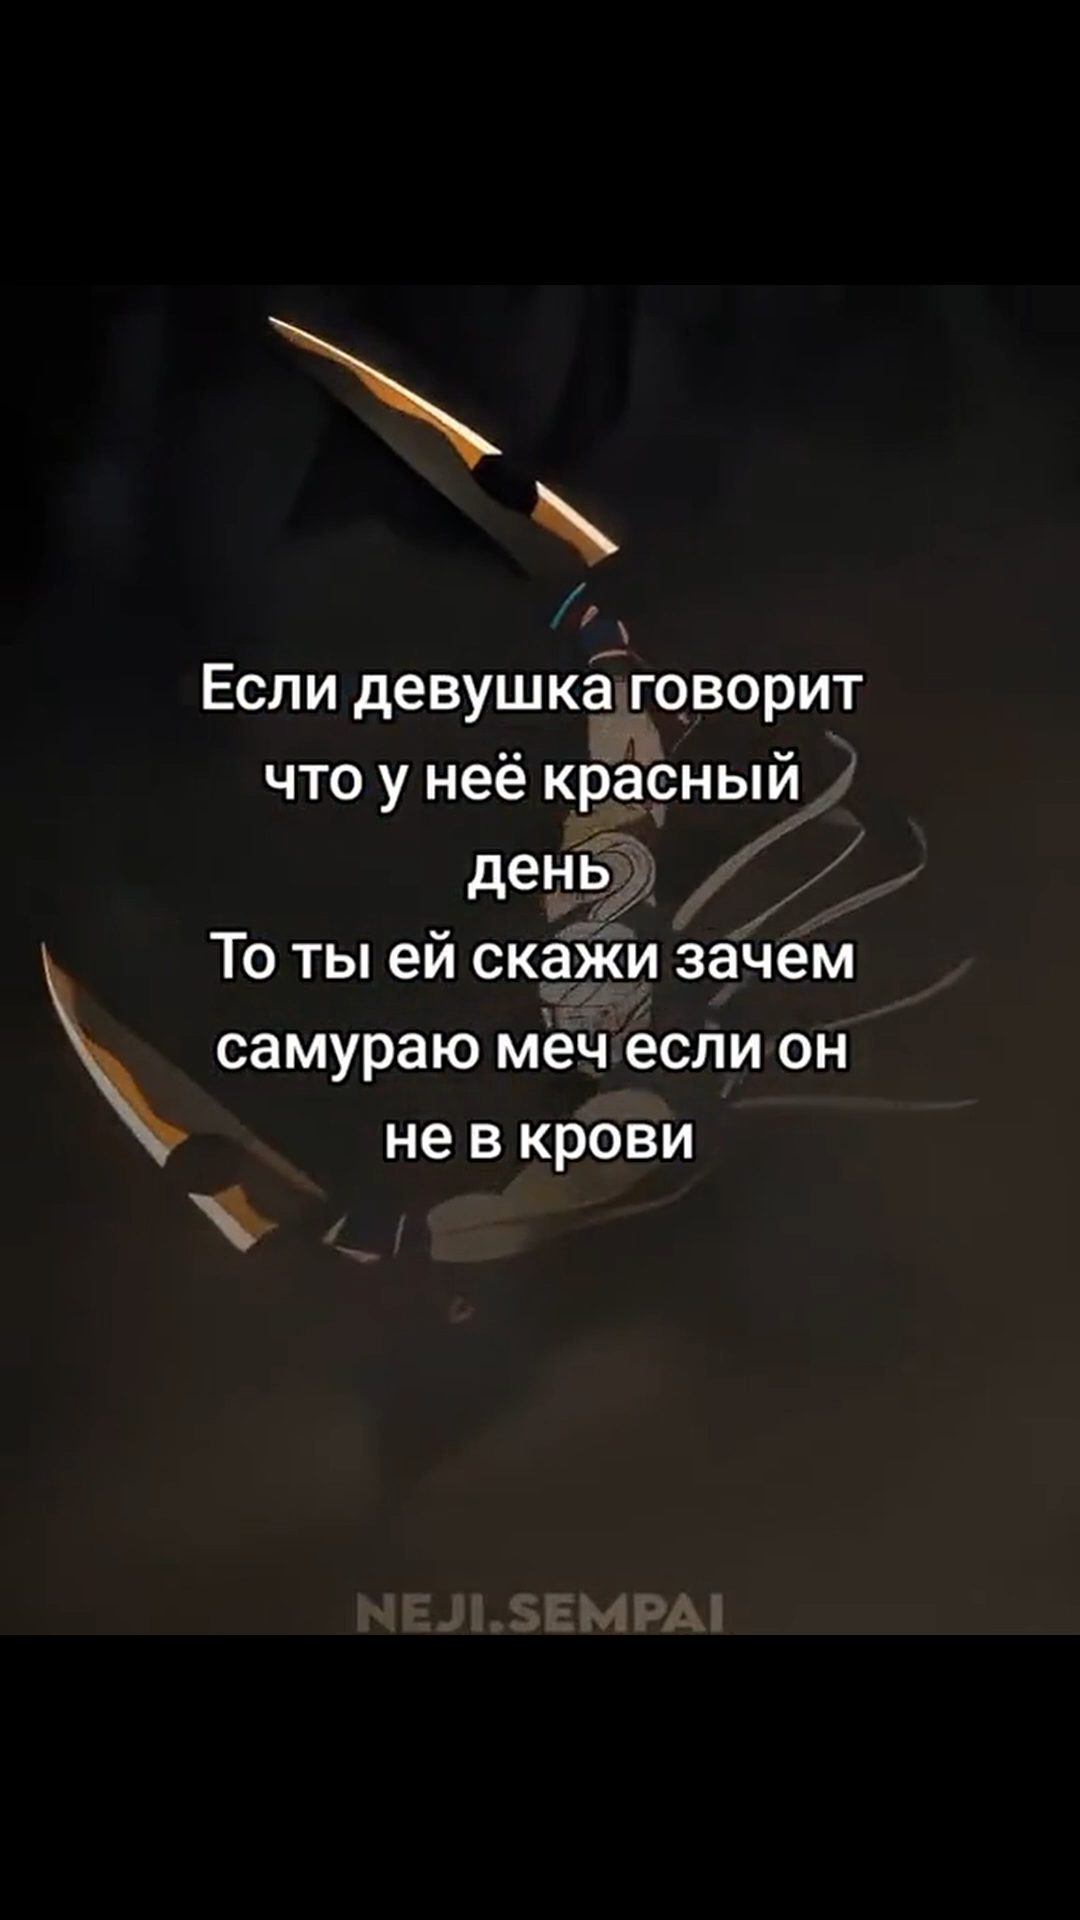 Если девушка говорит
что у неё красный
день
То ты ей скажи зачем
самураю меч если он
не в крови
NEJI.SEMPAI